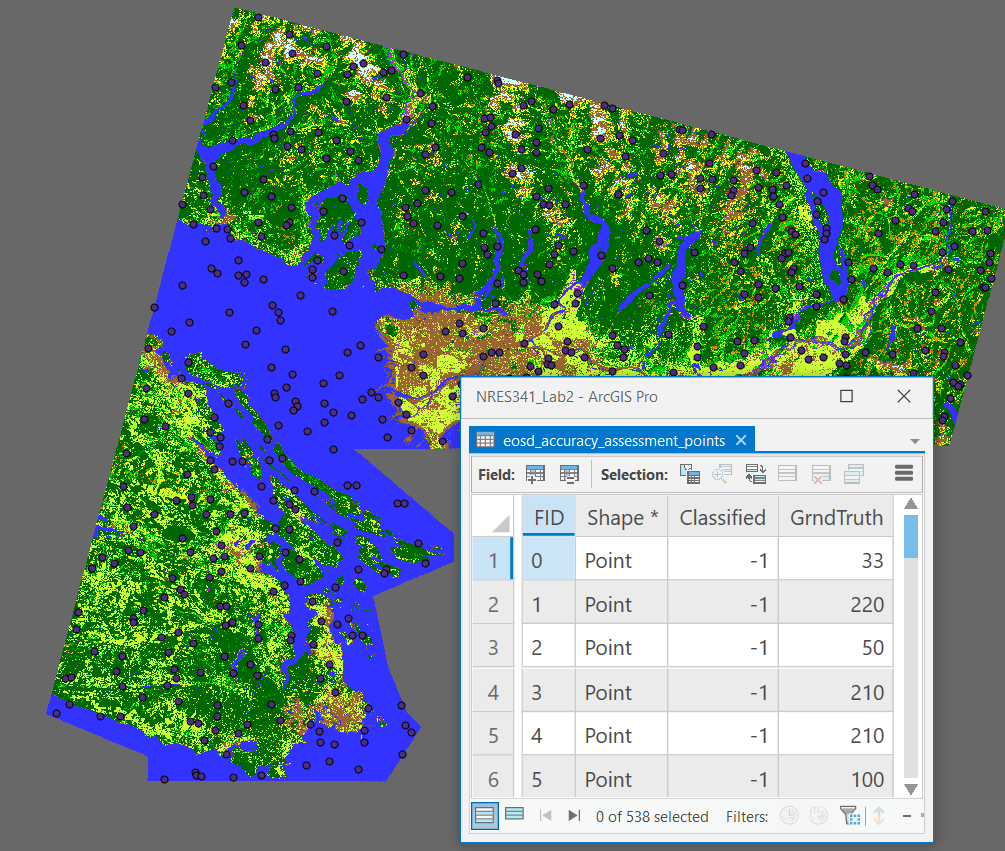 NRES341_Lab2 - ArcGIS Pro
eosd_accuracy_assessment_points
Field: Selection:
FID Shape * Classified GrndTruth
1 0 Point -1 33
2 1 Point -1 220
3 2 Point -1 50
4 3 Point -1 210
5 4 Point -1 210
6 5 Point -1 100
0 of 538 selected Filters: